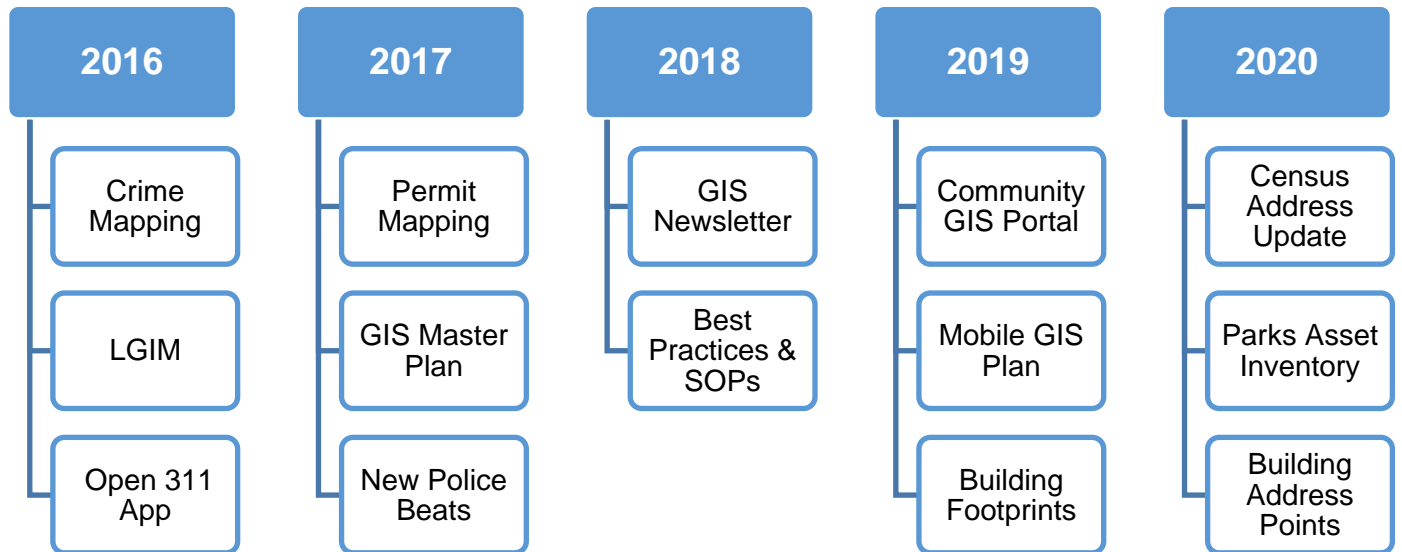 2016
Crime
Mapping
LGIM
Open 311
App
2017
Permit
Mapping
GIS Master
Plan
New Police
Beats
2018
GIS
Newsletter
Best
Practices &
SOPs
2019
Community
GIS Portal
Mobile GIS
Plan
Building
Footprints
2020
Census
Address
Update
Parks Asset
Inventory
Building
Address
Points